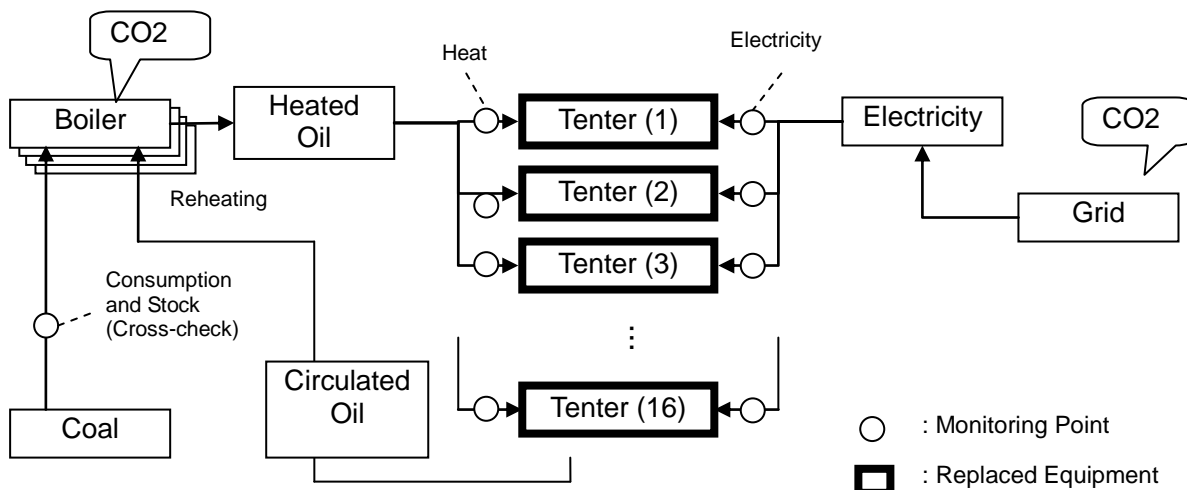 CO2
Heat
Electricity
Boiler
Heated
Oil
Tenter (1)
Electricity
CO2
Reheating
Tenter (2)
Grid
Tenter (3)
Consumption
and Stock
(Cross-check)
...
Circulated
Oil
Tenter (16)
Coal
: Monitoring Point
: Replaced Equipment